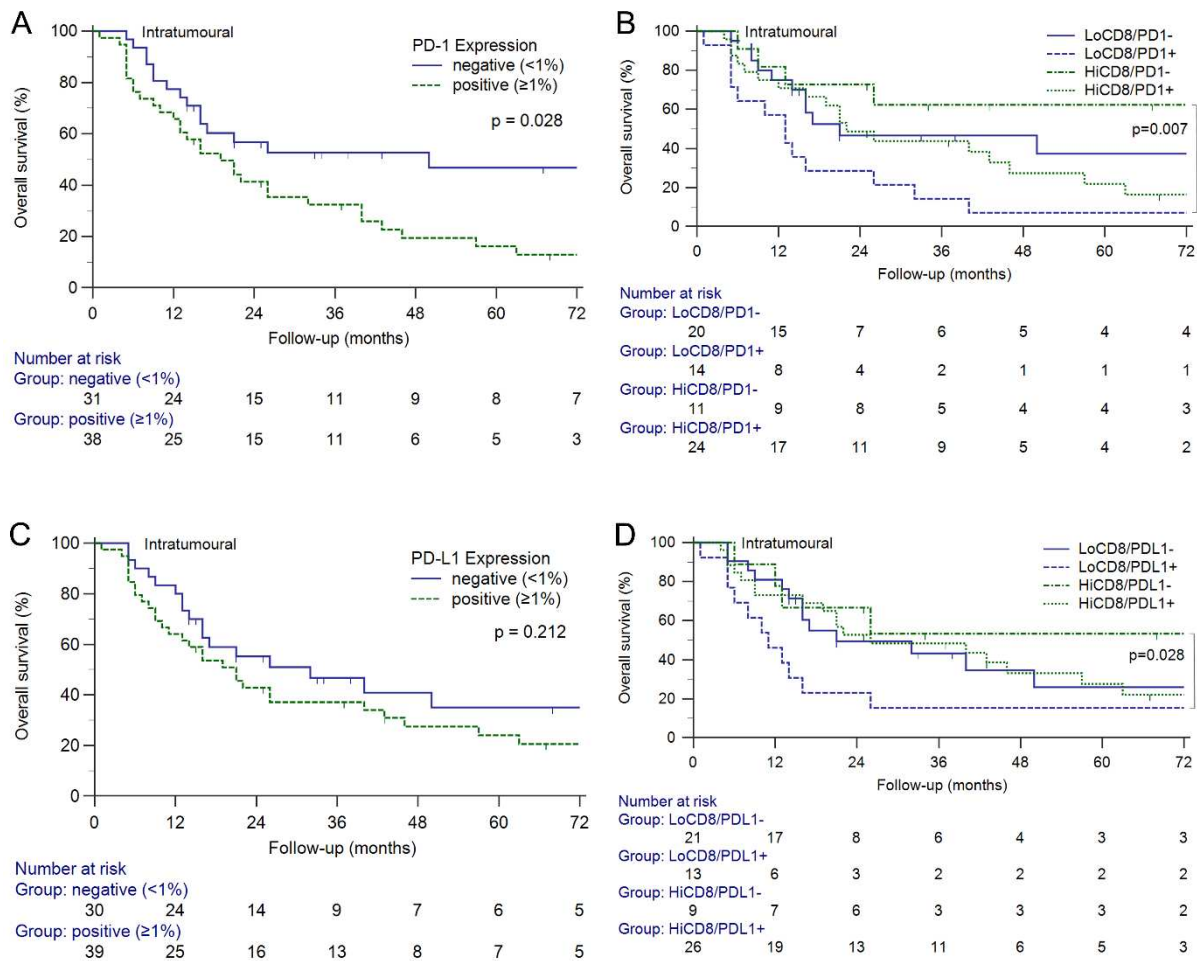 A
Intratumoural
PD-1 Expression
negative (<1%)
positive (≥1%)
p = 0.028
Overall survival (%)
100
80
60
40
20
0
0 12 24 36 48 60 72
Follow-up (months)
Number at risk
Group: negative (<1%)
31 24 15 11 9 8 7
Group: positive (≥1%)
38 25 15 11 6 5 3
B
Intratumoural
LoCD8/PD1-
LoCD8/PD1+
HiCD8/PD1-
HiCD8/PD1+
p=0.007
Overall survival (%)
100
80
60
40
20
0
0 12 24 36 48 60 72
Follow-up (months)
Number at risk
Group: LoCD8/PD1-
20 15 7 6 5 4 4
Group: LoCD8/PD1+
14 8 4 2 1 1 1
Group: HiCD8/PD1-
11 9 8 5 4 4 3
Group: HiCD8/PD1+
24 17 11 9 5 4 2
C
Intratumoural
PD-L1 Expression
negative (<1%)
positive (≥1%)
p = 0.212
Overall survival (%)
100
80
60
40
20
0
0 12 24 36 48 60 72
Follow-up (months)
Number at risk
Group: negative (<1%)
30 24 14 9 7 6 5
Group: positive (≥1%)
39 25 16 13 8 7 5
D
Intratumoural
LoCD8/PDL1-
LoCD8/PDL1+
HiCD8/PDL1-
HiCD8/PDL1+
p=0.028
Overall survival (%)
100
80
60
40
20
0
0 12 24 36 48 60 72
Follow-up (months)
Number at risk
Group: LoCD8/PDL1-
21 17 8 6 4 3 3
Group: LoCD8/PDL1+
13 6 3 2 2 2 2
Group: HiCD8/PDL1-
9 7 6 3 3 3 2
Group: HiCD8/PDL1+
26 19 13 11 6 5 3